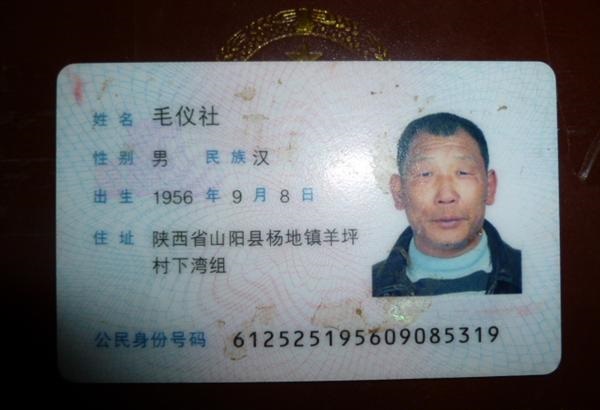 姓名 毛仪社
性别 男 民族 汉
出生 1956 年 9 月 8 日
住址 陕西省山阳县杨地镇羊坪
村下湾组
公民身份号码 612525195609085319